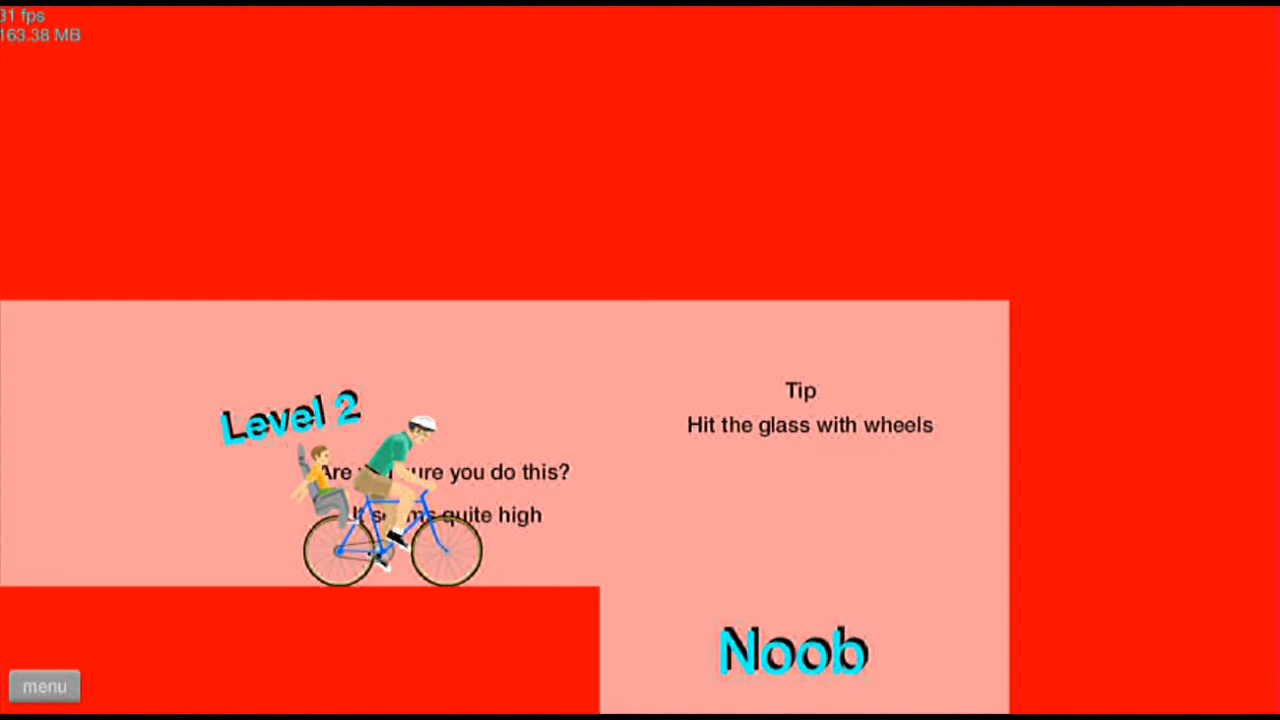 31 fps
163.38 MB
Tip
Hit the glass with wheels
Level 2
Are sure you do this?
quite high
Noob
menu